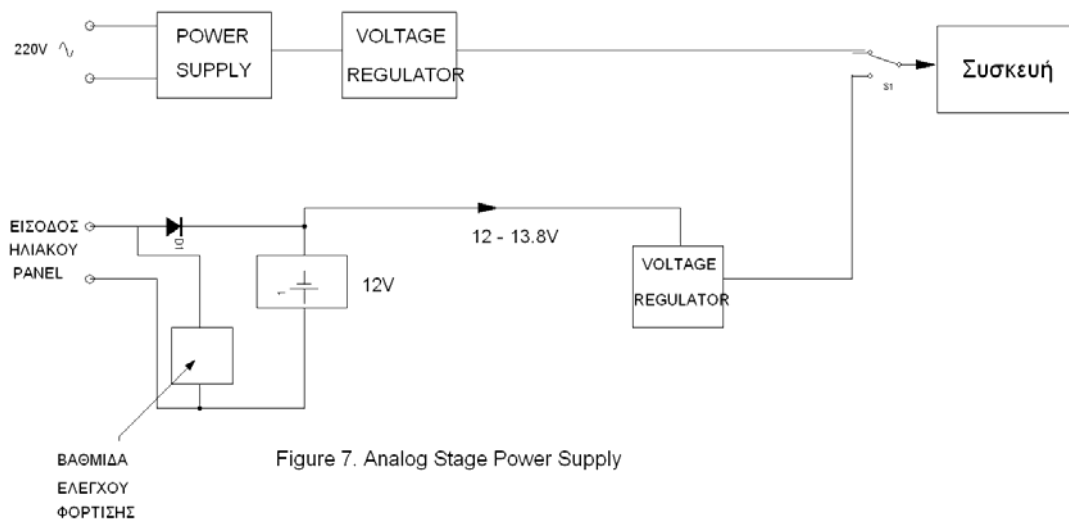 220V
POWER
SUPPLY
VOLTAGE
REGULATOR
S1
Συσκευή
ΕΙΣΟΔΟΣ
ΗΛΙΑΚΟΥ
PANEL
D1
12V
12 - 13.8V
VOLTAGE
REGULATOR
ΒΑΘΜΙΔΑ
ΕΛΕΓΧΟΥ
ΦΟΡΤΙΣΗΣ
Figure 7. Analog Stage Power Supply